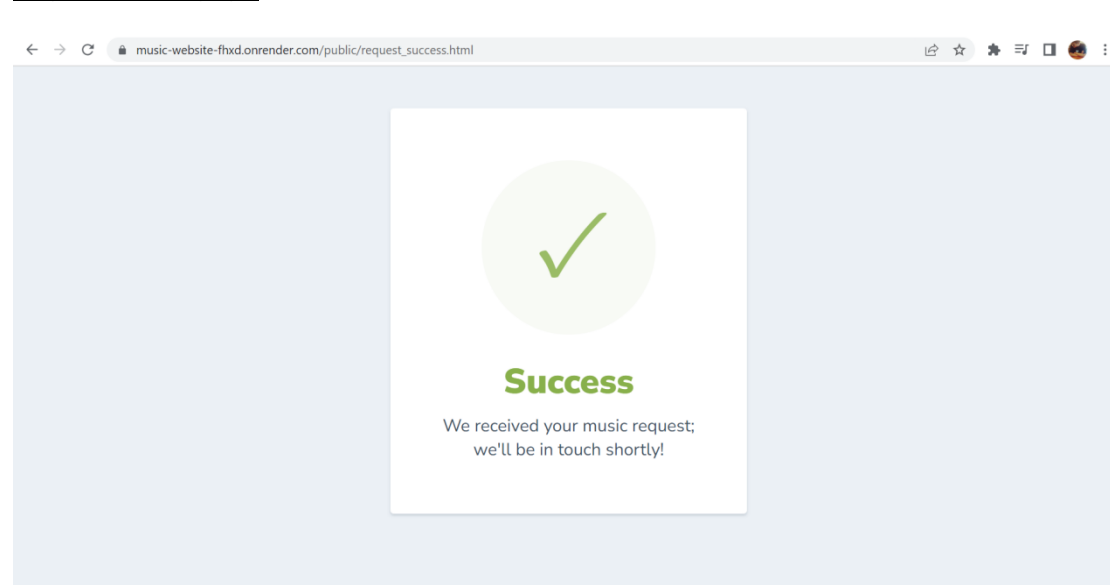 music-website-fhxd.onrender.com/public/request_success.html
Success
We received your music request;
we'll be in touch shortly!